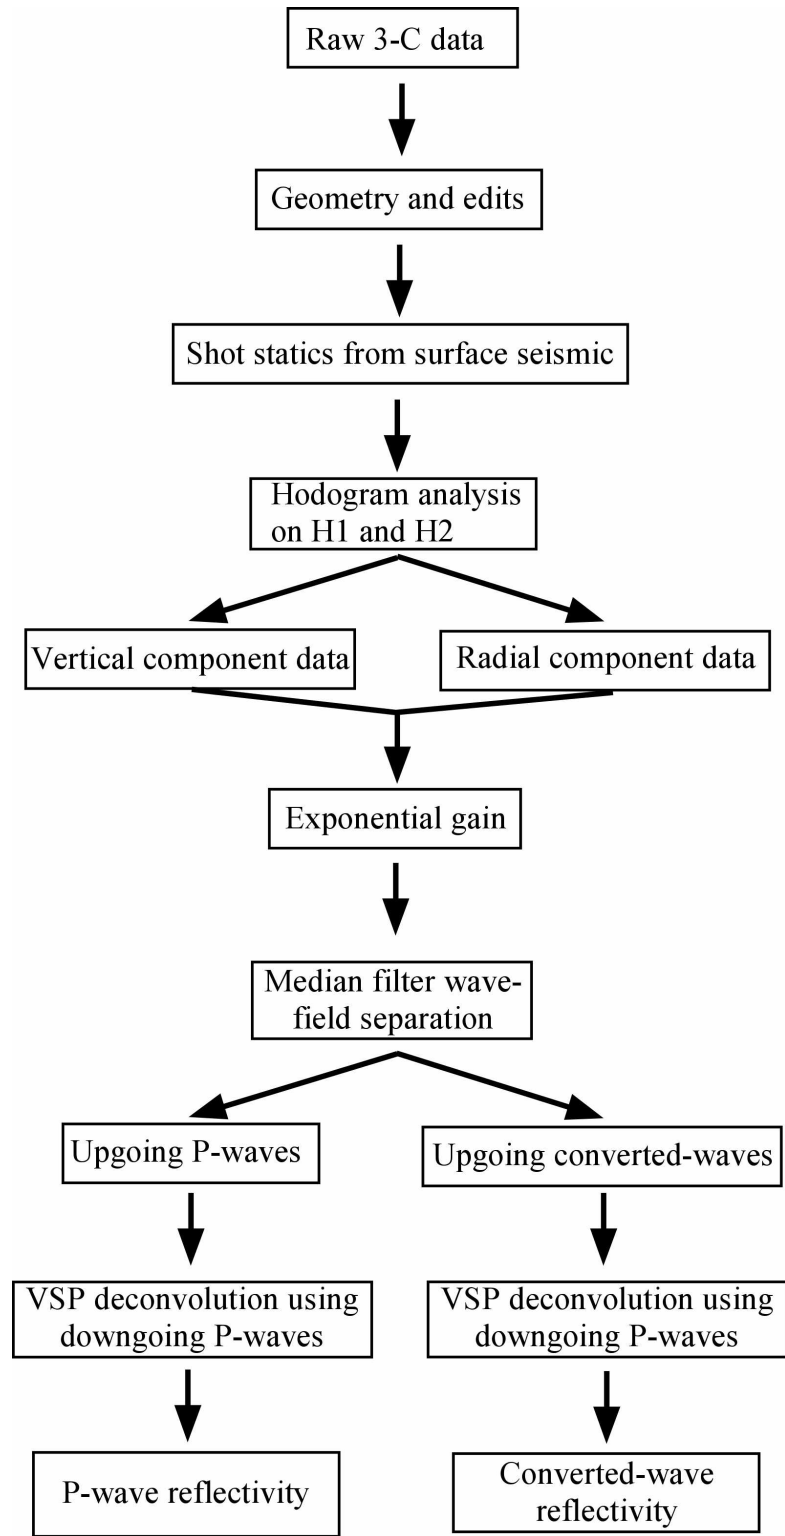 Raw 3-C data
Geometry and edits
Shot statics from surface seismic
Hodogram analysis
on H1 and H2
Vertical component data
Radial component data
Exponential gain
Median filter wave-
field separation
Upgoing P-waves
Upgoing converted-waves
VSP deconvolution using
downgoing P-waves
VSP deconvolution using
downgoing P-waves
P-wave reflectivity
Converted-wave
reflectivity